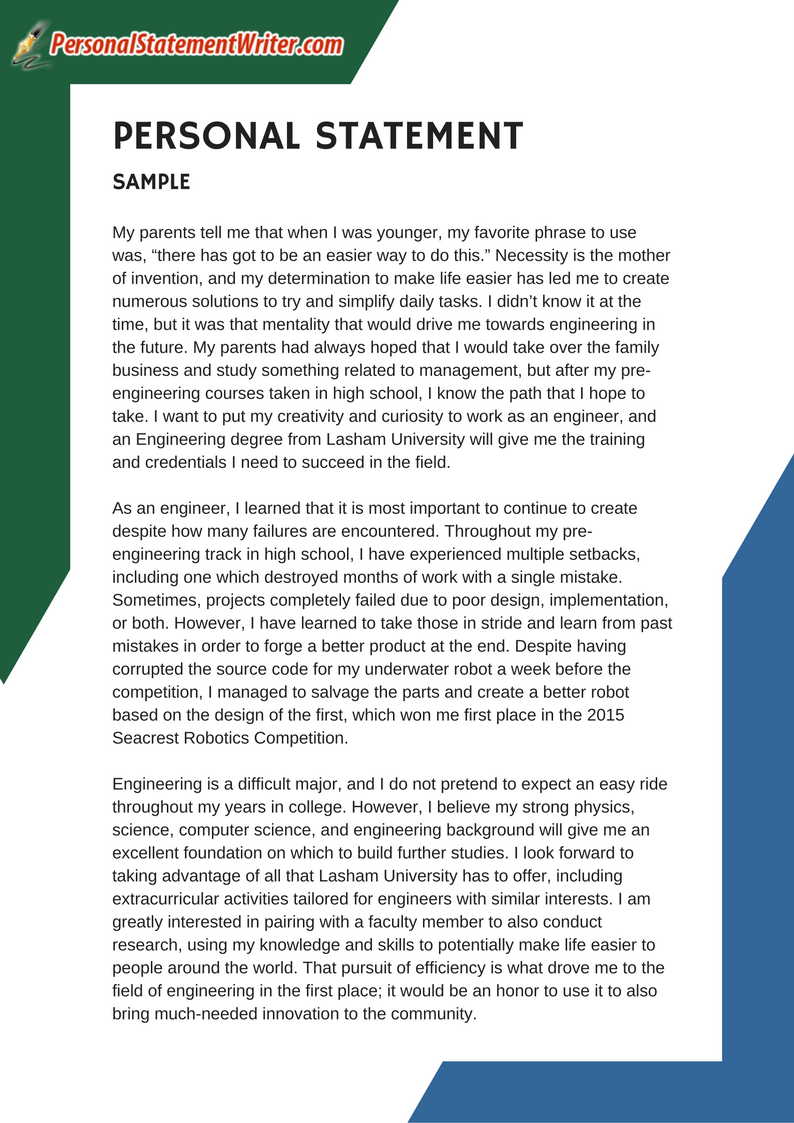 PersonalStatementWriter.com
PERSONAL STATEMENT
SAMPLE
My parents tell me that when I was younger, my favorite phrase to use
was, “there has got to be an easier way to do this.” Necessity is the mother
of invention, and my determination to make life easier has led me to create
numerous solutions to try and simplify daily tasks. I didn’t know it at the
time, but it was that mentality that would drive me towards engineering in
the future. My parents had always hoped that I would take over the family
business and study something related to management, but after my pre-
engineering courses taken in high school, I know the path that I hope to
take. I want to put my creativity and curiosity to work as an engineer, and
an Engineering degree from Lasham University will give me the training
and credentials I need to succeed in the field.
As an engineer, I learned that it is most important to continue to create
despite how many failures are encountered. Throughout my pre-
engineering track in high school, I have experienced multiple setbacks,
including one which destroyed months of work with a single mistake.
Sometimes, projects completely failed due to poor design, implementation,
or both. However, I have learned to take those in stride and learn from past
mistakes in order to forge a better product at the end. Despite having
corrupted the source code for my underwater robot a week before the
competition, I managed to salvage the parts and create a better robot
based on the design of the first, which won me first place in the 2015
Seacrest Robotics Competition.
Engineering is a difficult major, and I do not pretend to expect an easy ride
throughout my years in college. However, I believe my strong physics,
science, computer science, and engineering background will give me an
excellent foundation on which to build further studies. I look forward to
taking advantage of all that Lasham University has to offer, including
extracurricular activities tailored for engineers with similar interests. I am
greatly interested in pairing with a faculty member to also conduct
research, using my knowledge and skills to potentially make life easier to
people around the world. That pursuit of efficiency is what drove me to the
field of engineering in the first place; it would be an honor to use it to also
bring much-needed innovation to the community.